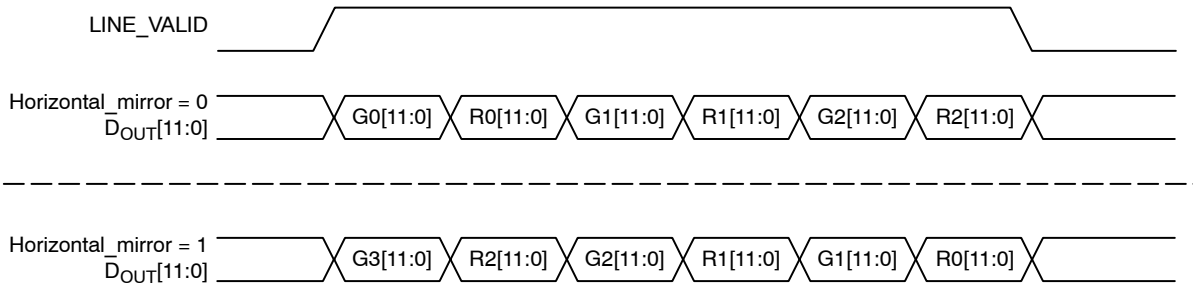 LINE_VALID
Horizontal_mirror = 0
DOUT[11:0]
G0[11:0] R0[11:0] G1[11:0] R1[11:0] G2[11:0] R2[11:0]
Horizontal_mirror = 1
DOUT[11:0]
G3[11:0] R2[11:0] G2[11:0] R1[11:0] G1[11:0] R0[11:0]